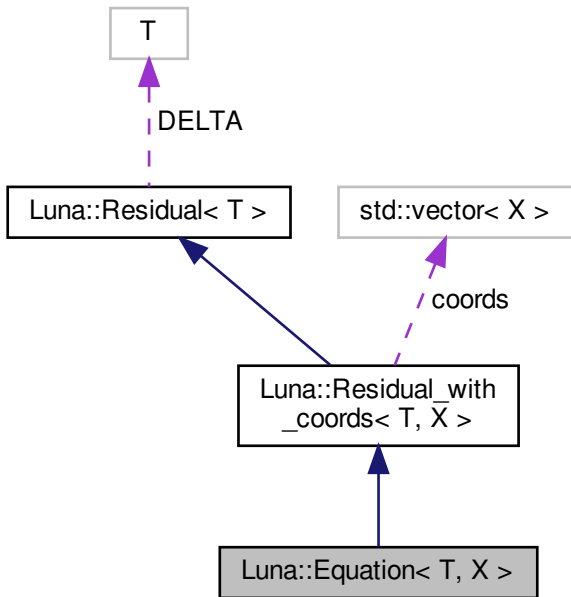 T
DELTA
Luna::Residual< T >
std::vector< X >
coords
Luna::Residual_with
_coords< T, X >
Luna::Equation< T, X >